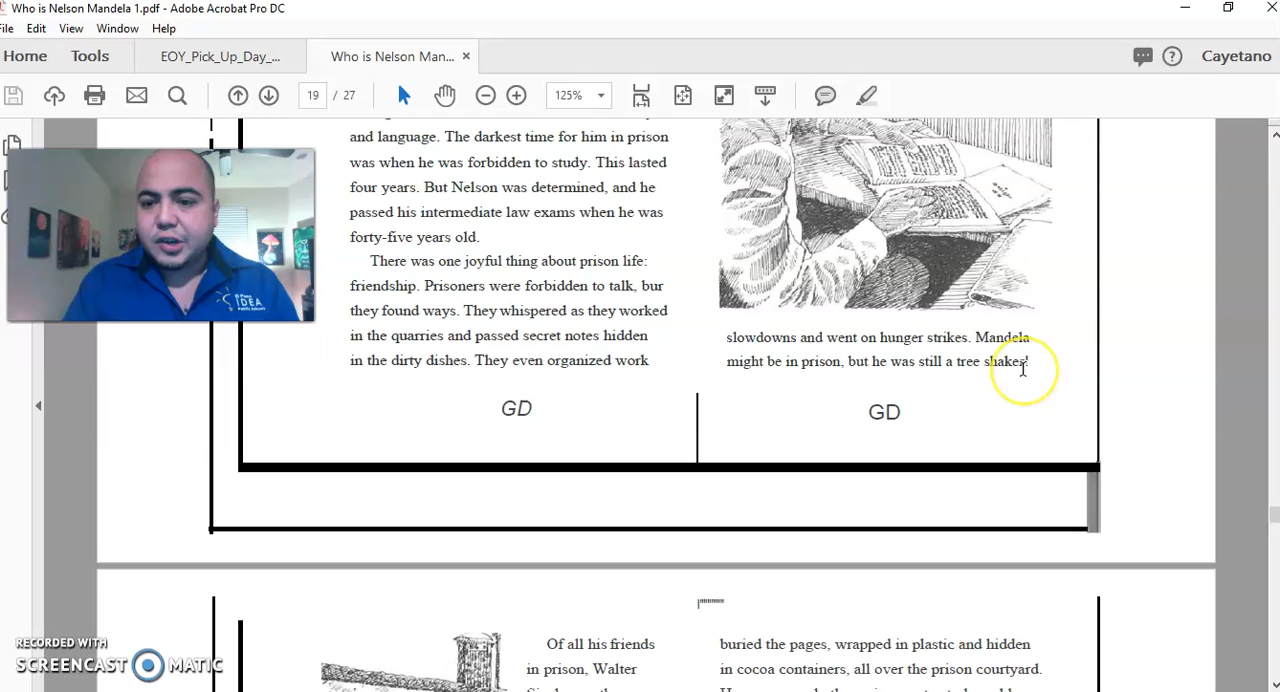 Who is Nelson Mandela 1.pdf - Adobe Acrobat Pro DC
File Edit View Window Help
Home Tools EOY_Pick_Up_Day_... Who is Nelson Man... × Cayetano
19 / 27 125%
and language. The darkest time for him in prison
was when he was forbidden to study. This lasted
four years. But Nelson was determined, and he
passed his intermediate law exams when he was
forty-five years old.
There was one joyful thing about prison life:
friendship. Prisoners were forbidden to talk, bur
they found ways. They whispered as they worked
in the quarries and passed secret notes hidden
in the dirty dishes. They even organized work
GD
slowdowns and went on hunger strikes. Mandela
might be in prison, but he was still a tree shaker!
GD
IDEA
Public Schools
Of all his friends
in prison, Walter
buried the pages, wrapped in plastic and hidden
in cocoa containers, all over the prison courtyard.
RECORDED WITH
SCREENCAST MATIC